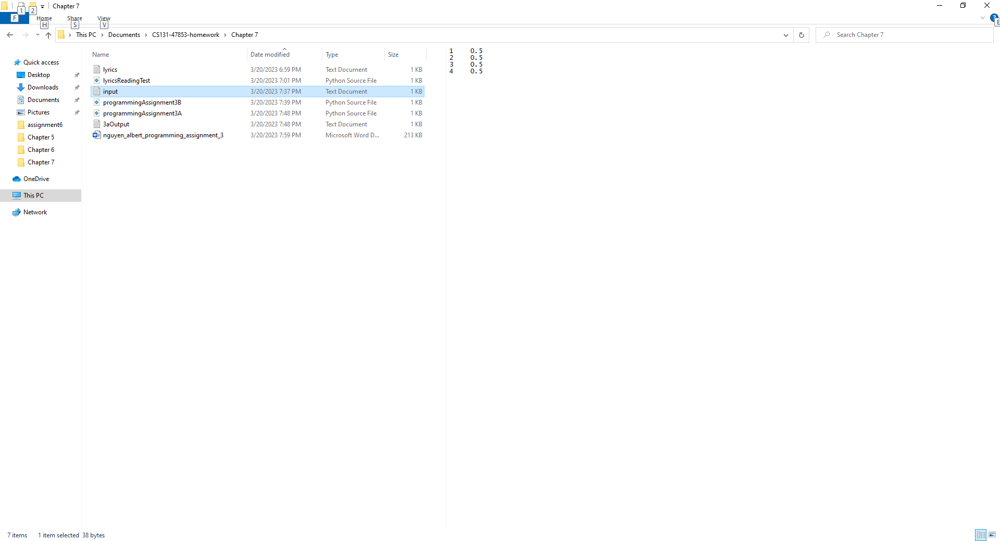 Chapter 7
1 2
F Home Share View
H S V E
This PC Documents CS131-47853-homework Chapter 7 Search Chapter 7
Quick access
Desktop
Downloads
Documents
Pictures
assignment6
Chapter 5
Chapter 6
Chapter 7
OneDrive
This PC
Network
Name Date modified Type Size
lyrics 3/20/2023 6:59 PM Text Document 1 KB
lyricsReadingTest 3/20/2023 7:01 PM Python Source File 1 KB
input 3/20/2023 7:37 PM Text Document 1 KB
programmingAssignment3B 3/20/2023 7:39 PM Python Source File 1 KB
programmingAssignment3A 3/20/2023 7:48 PM Python Source File 1 KB
3aOutput 3/20/2023 7:48 PM Text Document 1 KB
nguyen_albert_programming_assignment_3 3/20/2023 7:59 PM Microsoft Word D... 213 KB
1 0.5
2 0.5
3 0.5
4 0.5
7 items 1 item selected 38 bytes